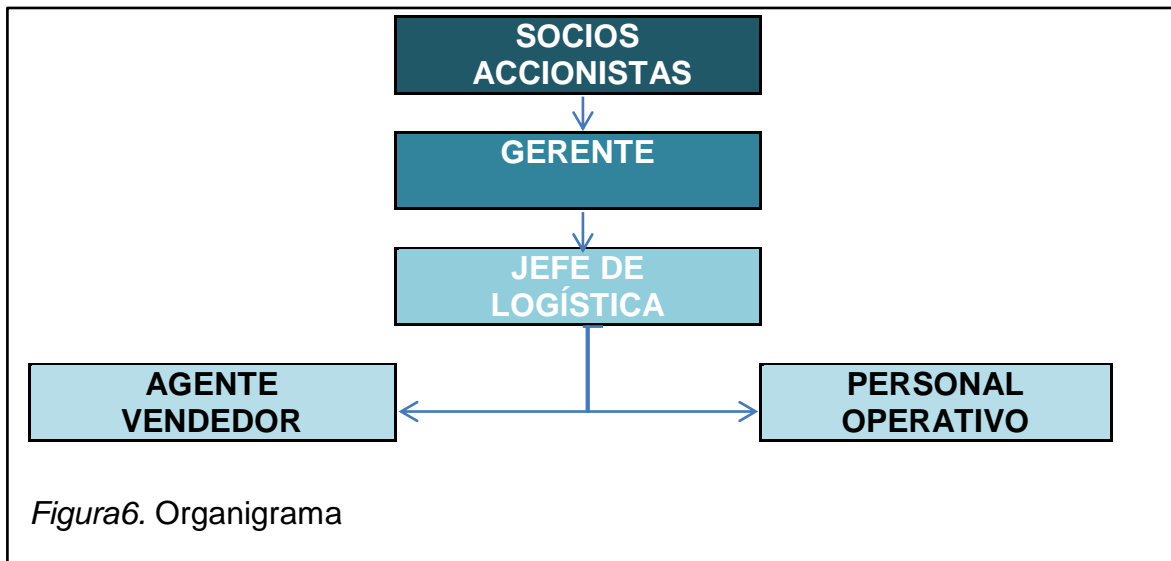 SOCIOS
ACCIONISTAS
GERENTE
JEFE DE
LOGÍSTICA
AGENTE
VENDEDOR
PERSONAL
OPERATIVO
Figura6. Organigrama